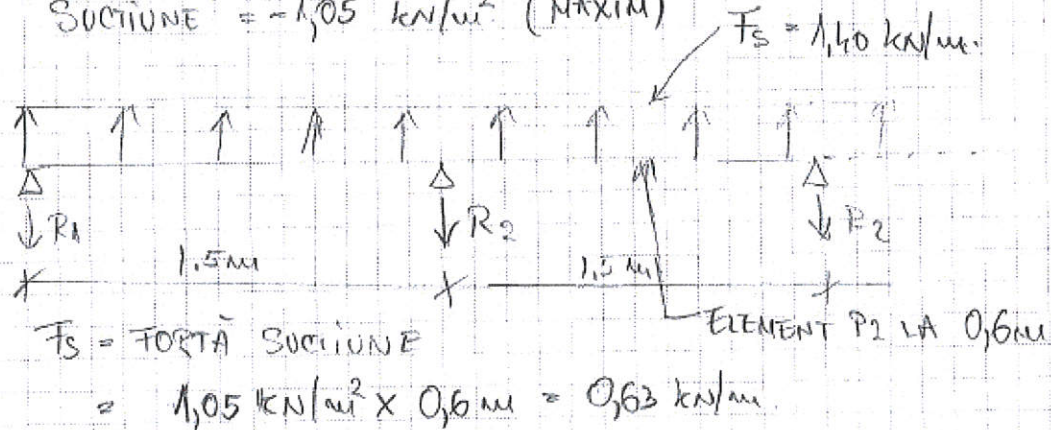 SUCȚIUNE = -1,05 kN/m² (MAXIM)
Fs = 1,40 kN/m.
R1
R2
R2
1.5m
1.5m
ELEMENT P2 LA 0,6m
Fs = FORȚĂ SUCȚIUNE
= 1,05 kN/m² x 0,6 m = 0,63 kN/m.